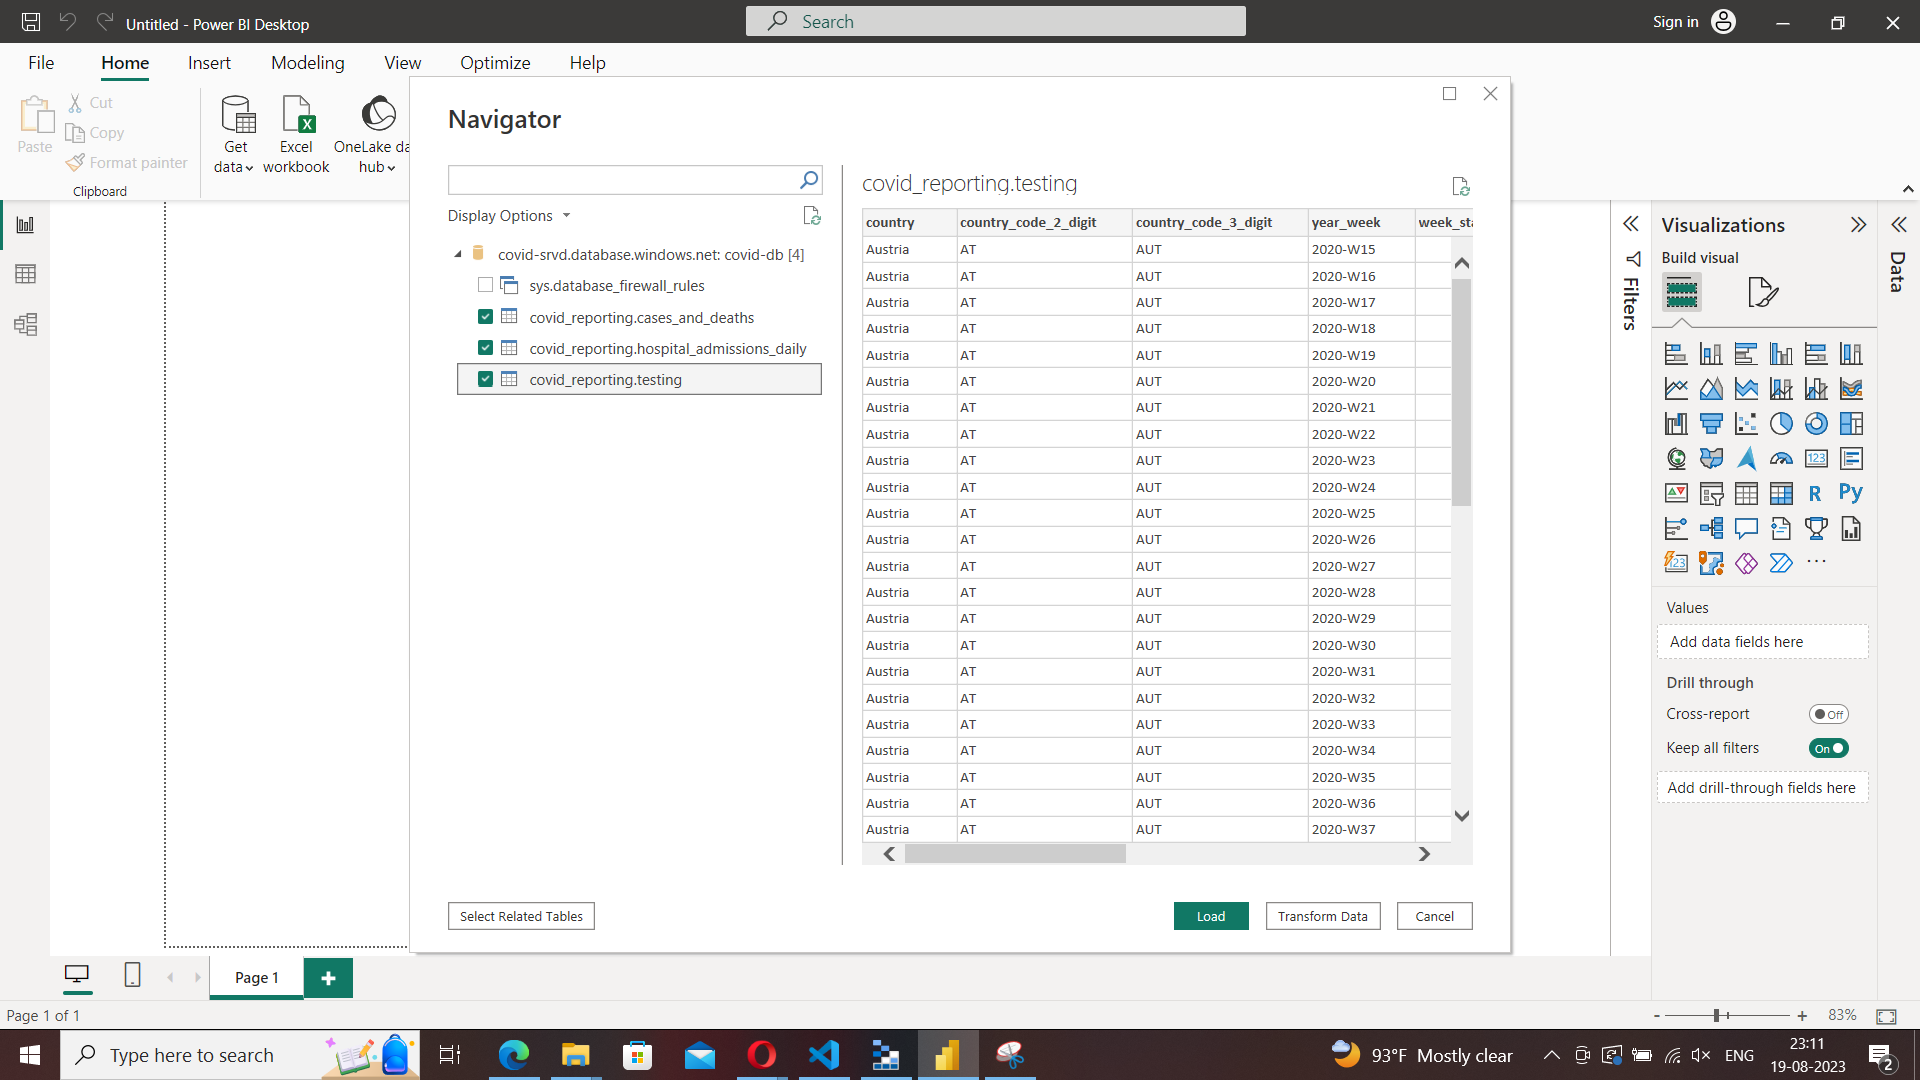 Untitled - Power BI Desktop
Search
Sign in
File
Home
Insert
Modeling
View
Optimize
Help
Paste
Cut
Copy
Format painter
Clipboard
Get
data
Excel
workbook
OneLake da
hub
Navigator
Display Options
covid-srvd.database.windows.net: covid-db [4]
sys.database_firewall_rules
covid_reporting.cases_and_deaths
covid_reporting.hospital_admissions_daily
covid_reporting.testing
covid_reporting.testing
country country_code_2_digit country_code_3_digit year_week week_sta
Austria AT AUT 2020-W15
Austria AT AUT 2020-W16
Austria AT AUT 2020-W17
Austria AT AUT 2020-W18
Austria AT AUT 2020-W19
Austria AT AUT 2020-W20
Austria AT AUT 2020-W21
Austria AT AUT 2020-W22
Austria AT AUT 2020-W23
Austria AT AUT 2020-W24
Austria AT AUT 2020-W25
Austria AT AUT 2020-W26
Austria AT AUT 2020-W27
Austria AT AUT 2020-W28
Austria AT AUT 2020-W29
Austria AT AUT 2020-W30
Austria AT AUT 2020-W31
Austria AT AUT 2020-W32
Austria AT AUT 2020-W33
Austria AT AUT 2020-W34
Austria AT AUT 2020-W35
Austria AT AUT 2020-W36
Austria AT AUT 2020-W37
Select Related Tables
Load
Transform Data
Cancel
Filters
Visualizations
Build visual
123
R
Py
123
Values
Add data fields here
Drill through
Cross-report
Off
Keep all filters
On
Add drill-through fields here
Data
Page 1
Page 1 of 1
83%
Type here to search
93°F Mostly clear
ENG
23:11
19-08-2023
2